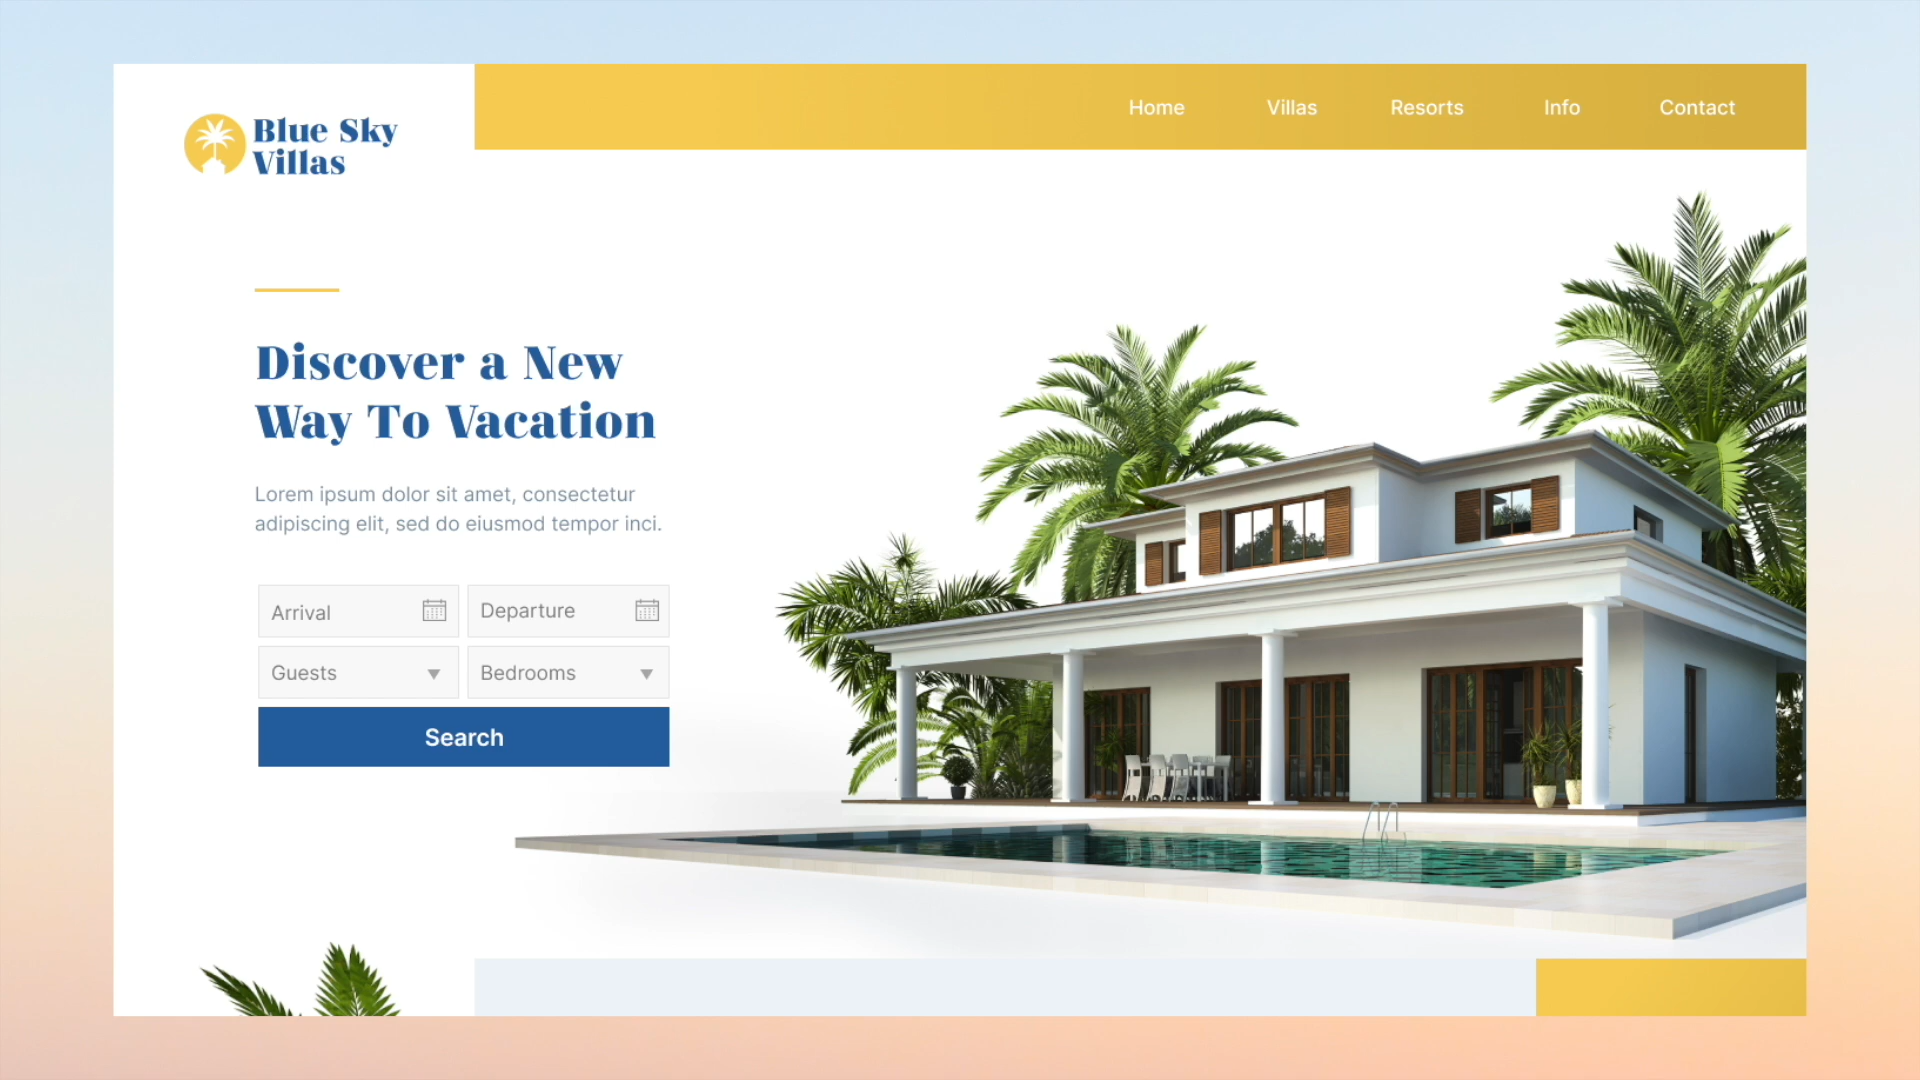 Blue Sky
Villas
Home
Villas
Resorts
Info
Contact
Discover a New
Way To Vacation
Lorem ipsum dolor sit amet, consectetur
adipiscing elit, sed do eiusmod tempor inci.
Arrival
Departure
Guests
Bedrooms
Search